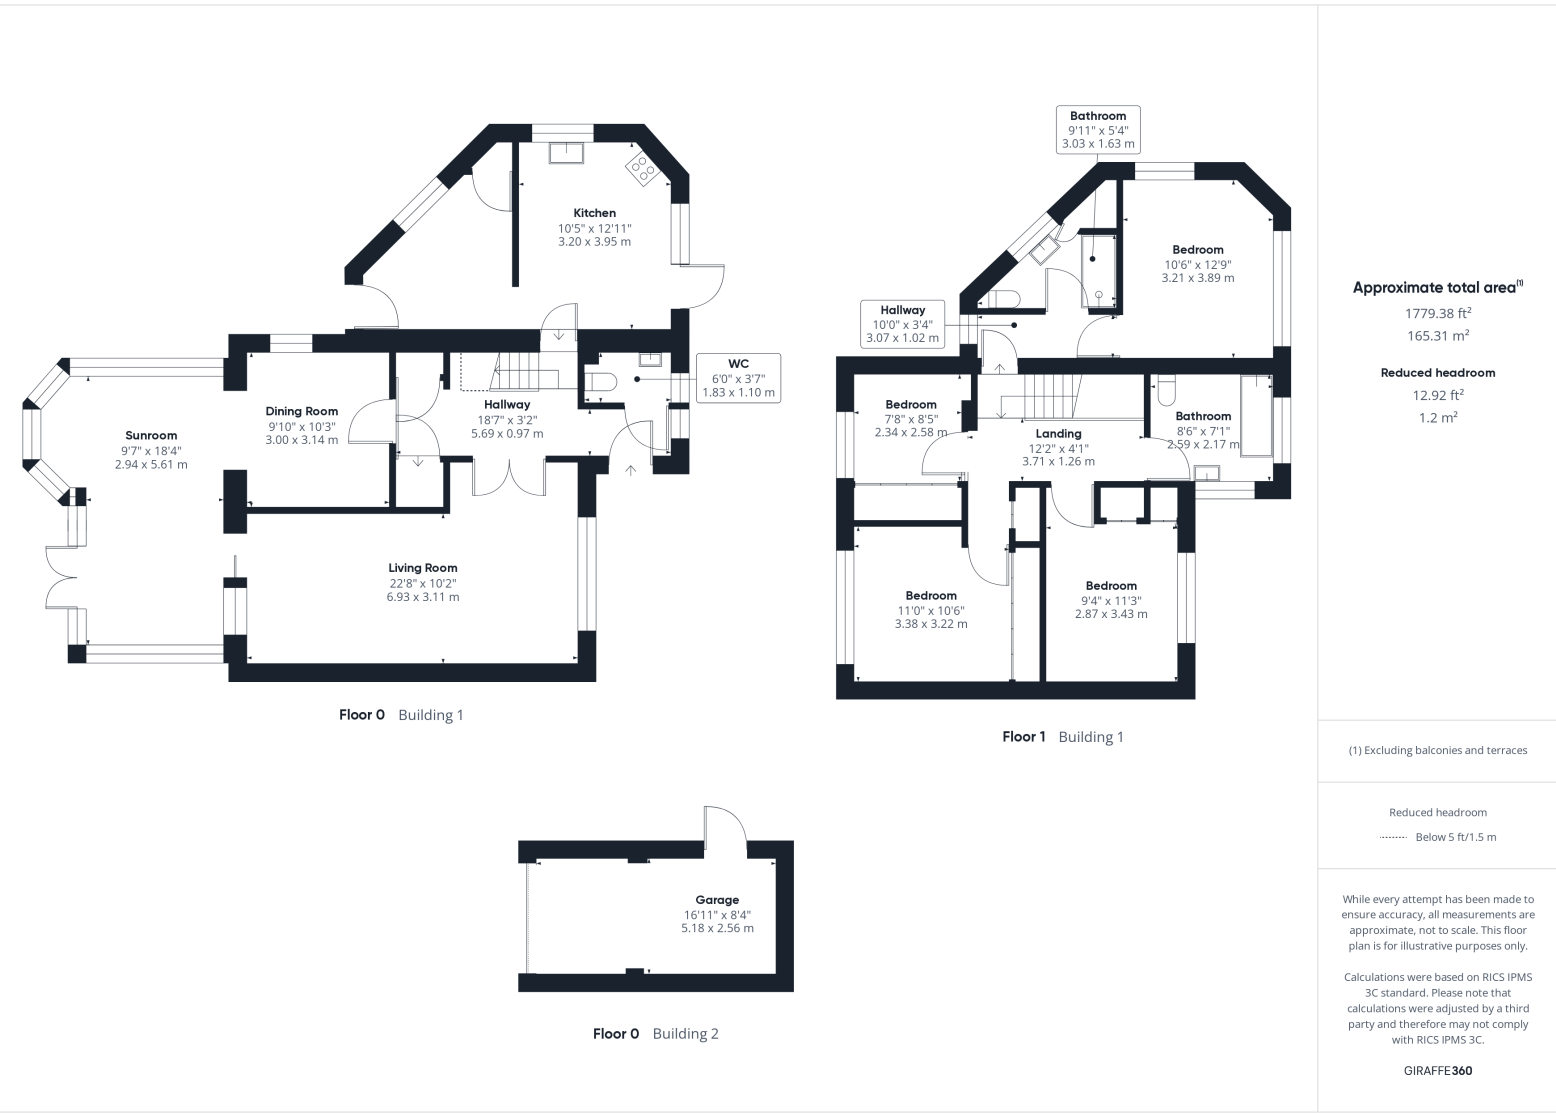 Kitchen
10'5" x 12'11"
3.20 x 3.95 m
WC
6'0" x 3'7"
1.83 x 1.10 m
Hallway
18'7" x 3'2"
5.69 x 0.97 m
Dining Room
9'10" x 10'3"
3.00 x 3.14 m
Sunroom
9'7" x 18'4"
2.94 x 5.61 m
Living Room
22'8" x 10'2"
6.93 x 3.11 m
Floor 0 Building 1
Bathroom
9'11" x 5'4"
3.03 x 1.63 m
Bedroom
10'6" x 12'9"
3.21 x 3.89 m
Hallway
10'0" x 3'4"
3.07 x 1.02 m
Bedroom
7'8" x 8'5"
2.34 x 2.58 m
Landing
12'2" x 4'1"
3.71 x 1.26 m
Bathroom
8'6" x 7'1"
2.59 x 2.17 m
Bedroom
11'0" x 10'6"
3.38 x 3.22 m
Bedroom
9'4" x 11'3"
2.87 x 3.43 m
Floor 1 Building 1
Garage
16'11" x 8'4"
5.18 x 2.56 m
Floor 0 Building 2
Approximate total area(1)
1779.38 ft²
165.31 m²
Reduced headroom
12.92 ft²
1.2 m²
(1) Excluding balconies and terraces
Reduced headroom
Below 5 ft/1.5 m
While every attempt has been made to
ensure accuracy, all measurements are
approximate, not to scale. This floor
plan is for illustrative purposes only.
Calculations were based on RICS IPMS
3C standard. Please note that
calculations were adjusted by a third
party and therefore may not comply
with RICS IPMS 3C.
GIRAFFE360